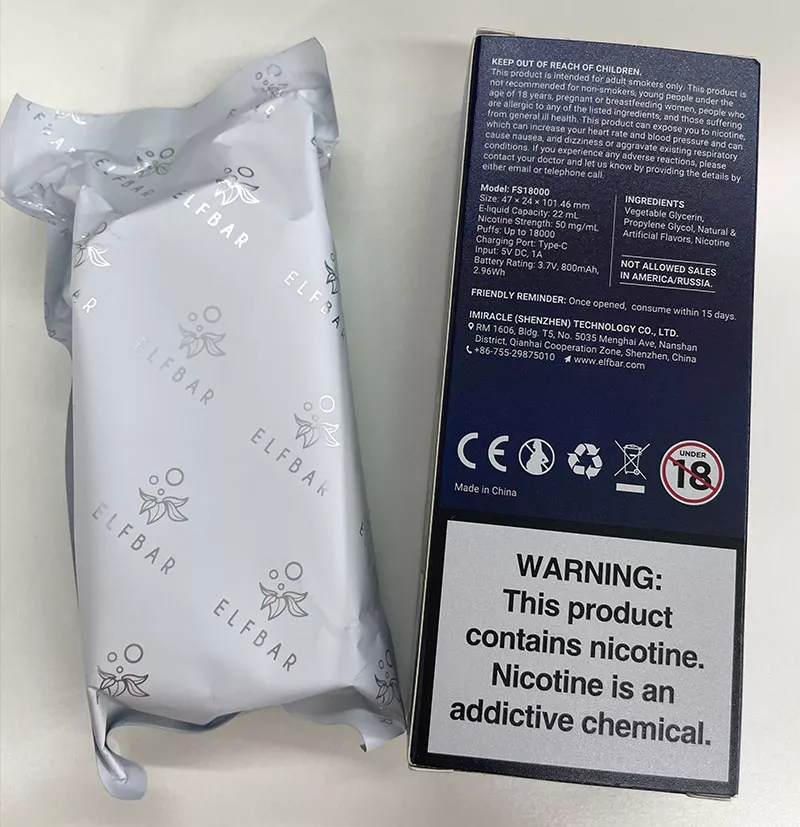 ELFBAR
ELFBAR
ELFBAR
ELFBAR
ELFBAR
ELFBAR
ELFBAR
KEEP OUT OF REACH OF CHILDREN.
This product is intended for adult smokers only. This product is
not recommended for non-smokers, young people under the
age of 18 years, pregnant or breastfeeding women, people who
are allergic to any of the listed ingredients, and those suffering
from general ill health. This product can expose you to nicotine,
which can increase your heart rate and blood pressure and can
cause nausea, and dizziness or aggravate existing respiratory
conditions. If you experience any adverse reactions, please
contact your doctor and let us know by providing the details by
either email or telephone call.
Model: FS18000
Size: 47 × 24 × 101.46 mm
E-liquid Capacity: 22 mL
Nicotine Strength: 50 mg/mL
Puffs: Up to 18000
Charging Port: Type-C
Input: 5V DC, 1A
Battery Rating: 3.7V, 800mAh,
2.96Wh
INGREDIENTS
Vegetable Glycerin,
Propylene Glycol, Natural &
Artificial Flavors, Nicotine
NOT ALLOWED SALES
IN AMERICA/RUSSIA.
FRIENDLY REMINDER: Once opened, consume within 15 days.
IMIRACLE (SHENZHEN) TECHNOLOGY CO., LTD.
RM 1606, Bldg. T5, No. 5035 Menghai Ave, Nanshan
District, Qianhai Cooperation Zone, Shenzhen, China
+86-755-29875010 www.elfbar.com
CE
UNDER
18
Made in China
WARNING:
This product
contains nicotine.
Nicotine is an
addictive chemical.